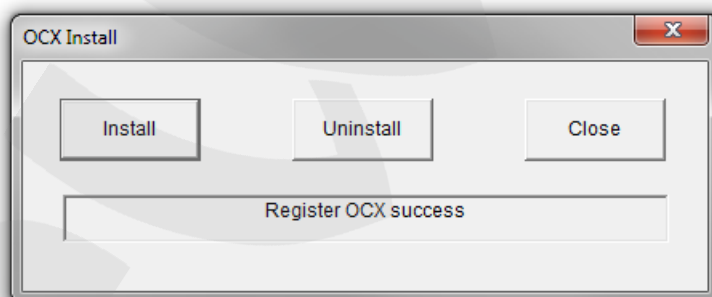 OCX Install
Install Uninstall Close
Register OCX success